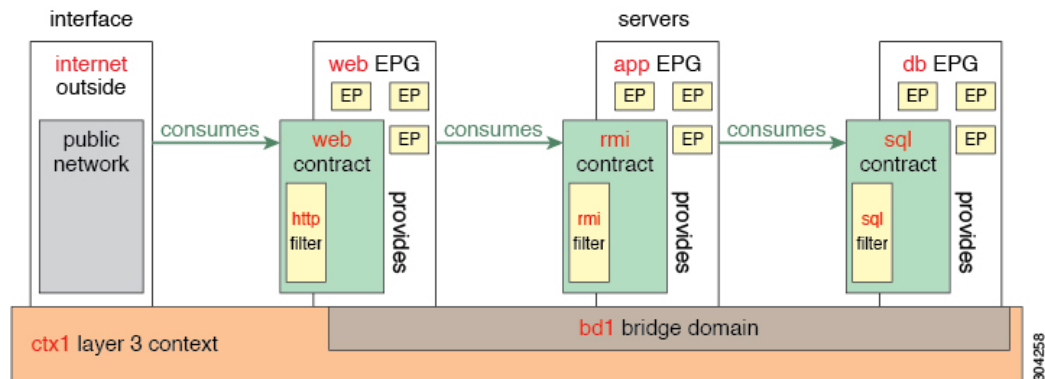 interface
servers
internet
outside
public
network
consumes
web EPG
EP
EP
EP
web
contract
http
filter
provides
consumes
app EPG
EP
EP
EP
rmi
contract
rmi
filter
provides
consumes
db EPG
EP
EP
EP
sql
contract
sql
filter
provides
bd1 bridge domain
ctx1 layer 3 context
304258